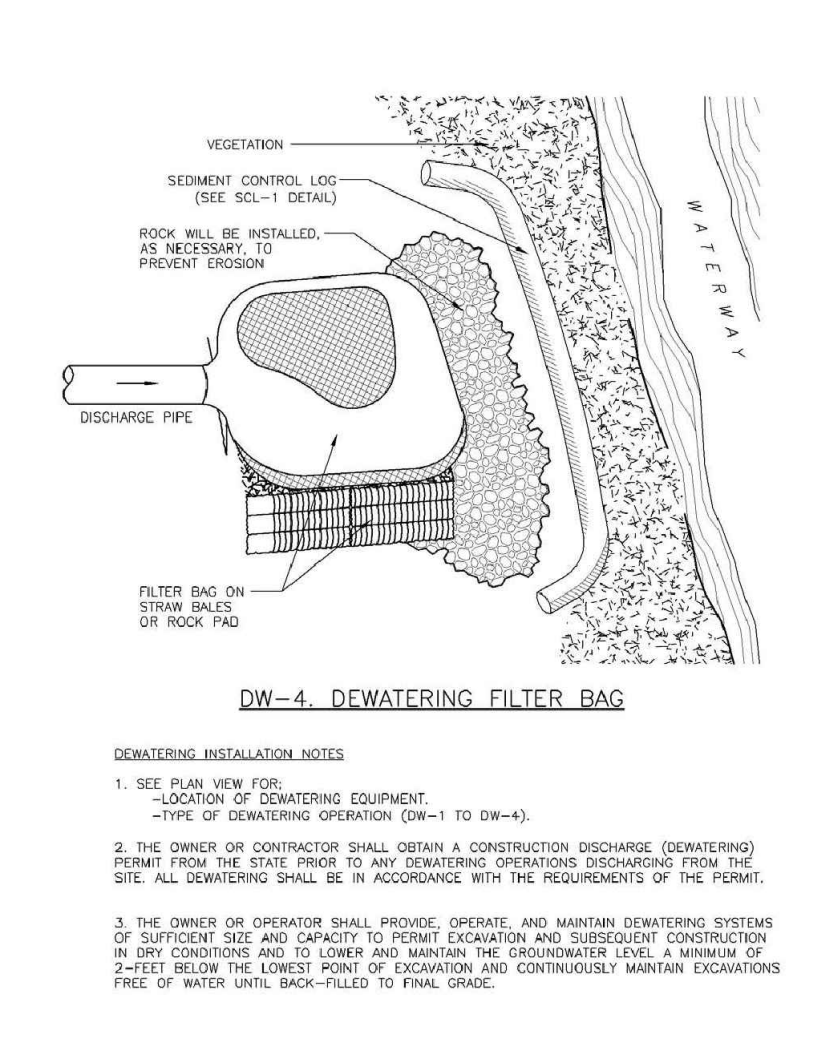 VEGETATION
SEDIMENT CONTROL LOG
(SEE SCL-1 DETAIL)
ROCK WILL BE INSTALLED,
AS NECESSARY, TO
PREVENT EROSION
WATERWAY
DISCHARGE PIPE
FILTER BAG ON
STRAW BALES
OR ROCK PAD
DW-4. DEWATERING FILTER BAG
DEWATERING INSTALLATION NOTES
1. SEE PLAN VIEW FOR;
-LOCATION OF DEWATERING EQUIPMENT.
-TYPE OF DEWATERING OPERATION (DW-1 TO DW-4).
2. THE OWNER OR CONTRACTOR SHALL OBTAIN A CONSTRUCTION DISCHARGE (DEWATERING)
PERMIT FROM THE STATE PRIOR TO ANY DEWATERING OPERATIONS DISCHARGING FROM THE
SITE. ALL DEWATERING SHALL BE IN ACCORDANCE WITH THE REQUIREMENTS OF THE PERMIT.
3. THE OWNER OR OPERATOR SHALL PROVIDE, OPERATE, AND MAINTAIN DEWATERING SYSTEMS
OF SUFFICIENT SIZE AND CAPACITY TO PERMIT EXCAVATION AND SUBSEQUENT CONSTRUCTION
IN DRY CONDITIONS AND TO LOWER AND MAINTAIN THE GROUNDWATER LEVEL A MINIMUM OF
2-FEET BELOW THE LOWEST POINT OF EXCAVATION AND CONTINUOUSLY MAINTAIN EXCAVATIONS
FREE OF WATER UNTIL BACK-FILLED TO FINAL GRADE.